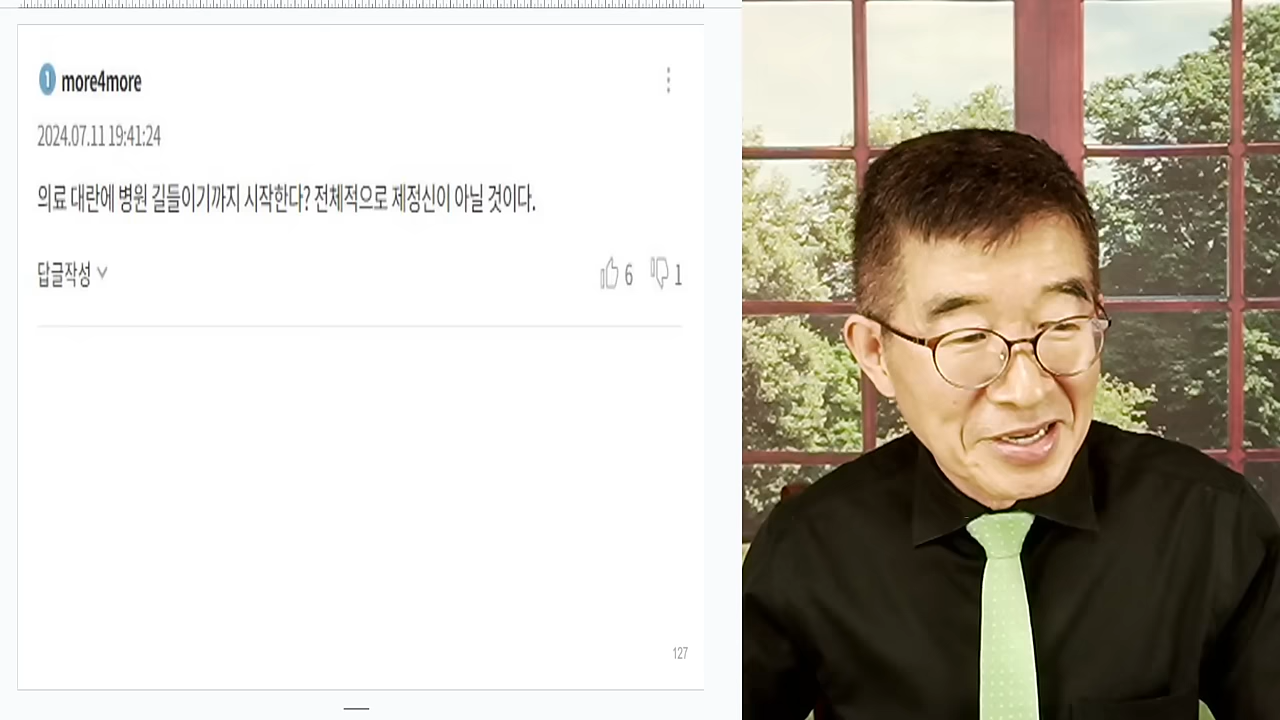 1 more4more
2024.07.11 19:41:24
의료 대란에 병원 길들이기까지 시작한다? 전체적으로 제정신이 아닐 것이다.
답글작성
6 1
127